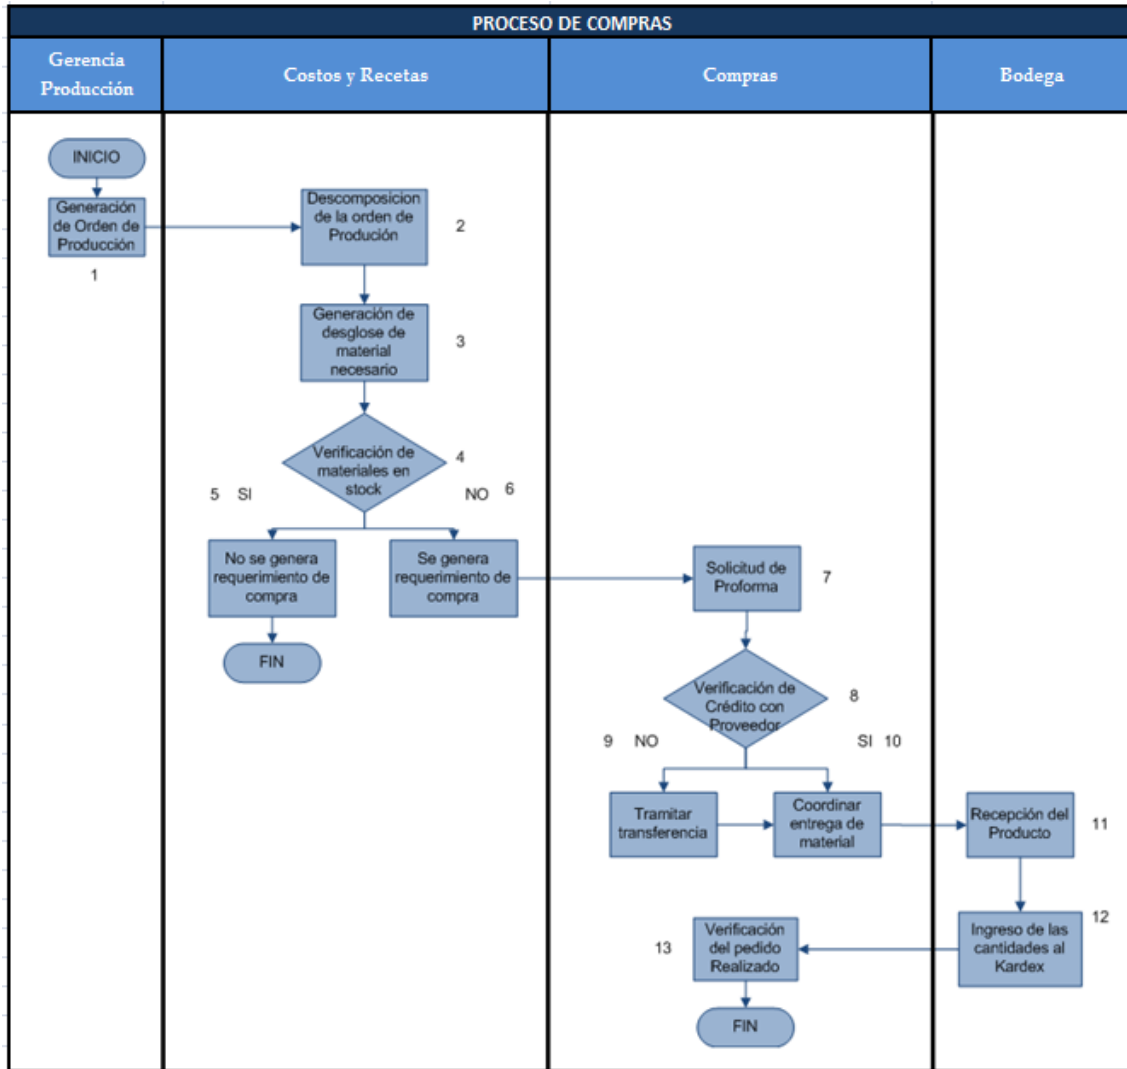 PROCESO DE COMPRAS
Gerencia
Producción
Costos y Recetas
Compras
Bodega
INICIO
Generación
de Orden de
Producción
1
Descomposicion
de la orden de
Produción
2
Generación de
desglose de
material
necesario
3
Verificación de
materiales en
stock
4
5 SI
NO 6
No se genera
requerimiento de
compra
Se genera
requerimiento de
compra
FIN
Solicitud de
Proforma
7
Verificación de
Crédito con
Proveedor
8
9 NO
SI 10
Tramitar
transferencia
Coordinar
entrega de
material
Recepción del
Producto
11
Ingreso de las
cantidades al
Kardex
12
Verificación
del pedido
Realizado
13
FIN